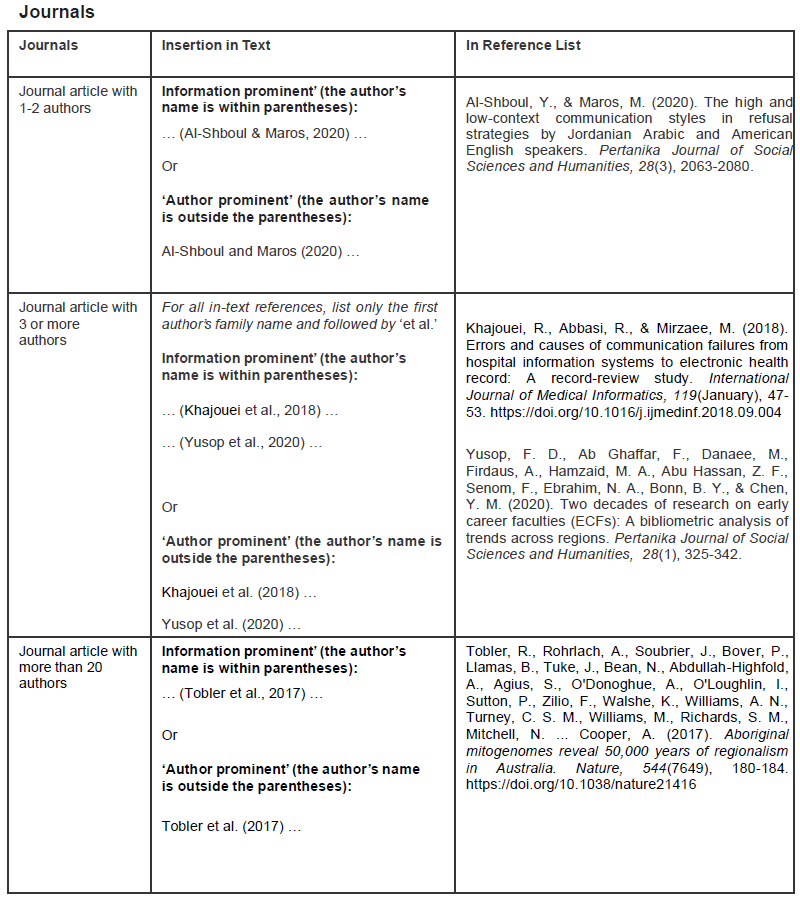 Journals
Journals
Insertion in Text
In Reference List
Journal article with
1-2 authors
Information prominent’ (the author’s
name is within parentheses):
… (Al-Shboul & Maros, 2020) …
Or
‘Author prominent’ (the author’s name
is outside the parentheses):
Al-Shboul and Maros (2020) …
Al-Shboul, Y., & Maros, M. (2020). The high and
low-context communication styles in refusal
strategies by Jordanian Arabic and American
English speakers. Pertanika Journal of Social
Sciences and Humanities, 28(3), 2063-2080.
Journal article with
3 or more
authors
For all in-text references, list only the first
author’s family name and followed by ‘et al.’
Information prominent’ (the author’s
name is within parentheses):
… (Khajouei et al., 2018) …
… (Yusop et al., 2020) …
Or
‘Author prominent’ (the author’s name is
outside the parentheses):
Khajouei et al. (2018) …
Yusop et al. (2020) …
Khajouei, R., Abbasi, R., & Mirzaee, M. (2018).
Errors and causes of communication failures from
hospital information systems to electronic health
record: A record-review study. International
Journal of Medical Informatics, 119(January), 47-
53. https://doi.org/10.1016/j.ijmedinf.2018.09.004
Yusop, F. D., Ab Ghaffar, F., Danaee, M.,
Firdaus, A., Hamzaid, M. A., Abu Hassan, Z. F.,
Senom, F., Ebrahim, N. A., Bonn, B. Y., & Chen,
Y. M. (2020). Two decades of research on early
career faculties (ECFs): A bibliometric analysis of
trends across regions. Pertanika Journal of Social
Sciences and Humanities, 28(1), 325-342.
Journal article with
more than 20
authors
Information prominent’ (the author’s
name is within parentheses):
… (Tobler et al., 2017) …
Or
‘Author prominent’ (the author’s name
is outside the parentheses):
Tobler et al. (2017) …
Tobler, R., Rohrlach, A., Soubrier, J., Bover, P.,
Llamas, B., Tuke, J., Bean, N., Abdullah-Highfold,
A., Agius, S., O'Donoghue, A., O'Loughlin, I.,
Sutton, P., Zilio, F., Walshe, K., Williams, A. N.,
Turney, C. S. M., Williams, M., Richards, S. M.,
Mitchell, N. ... Cooper, A. (2017). Aboriginal
mitogenomes reveal 50,000 years of regionalism
in Australia. Nature, 544(7649), 180-184.
https://doi.org/10.1038/nature21416